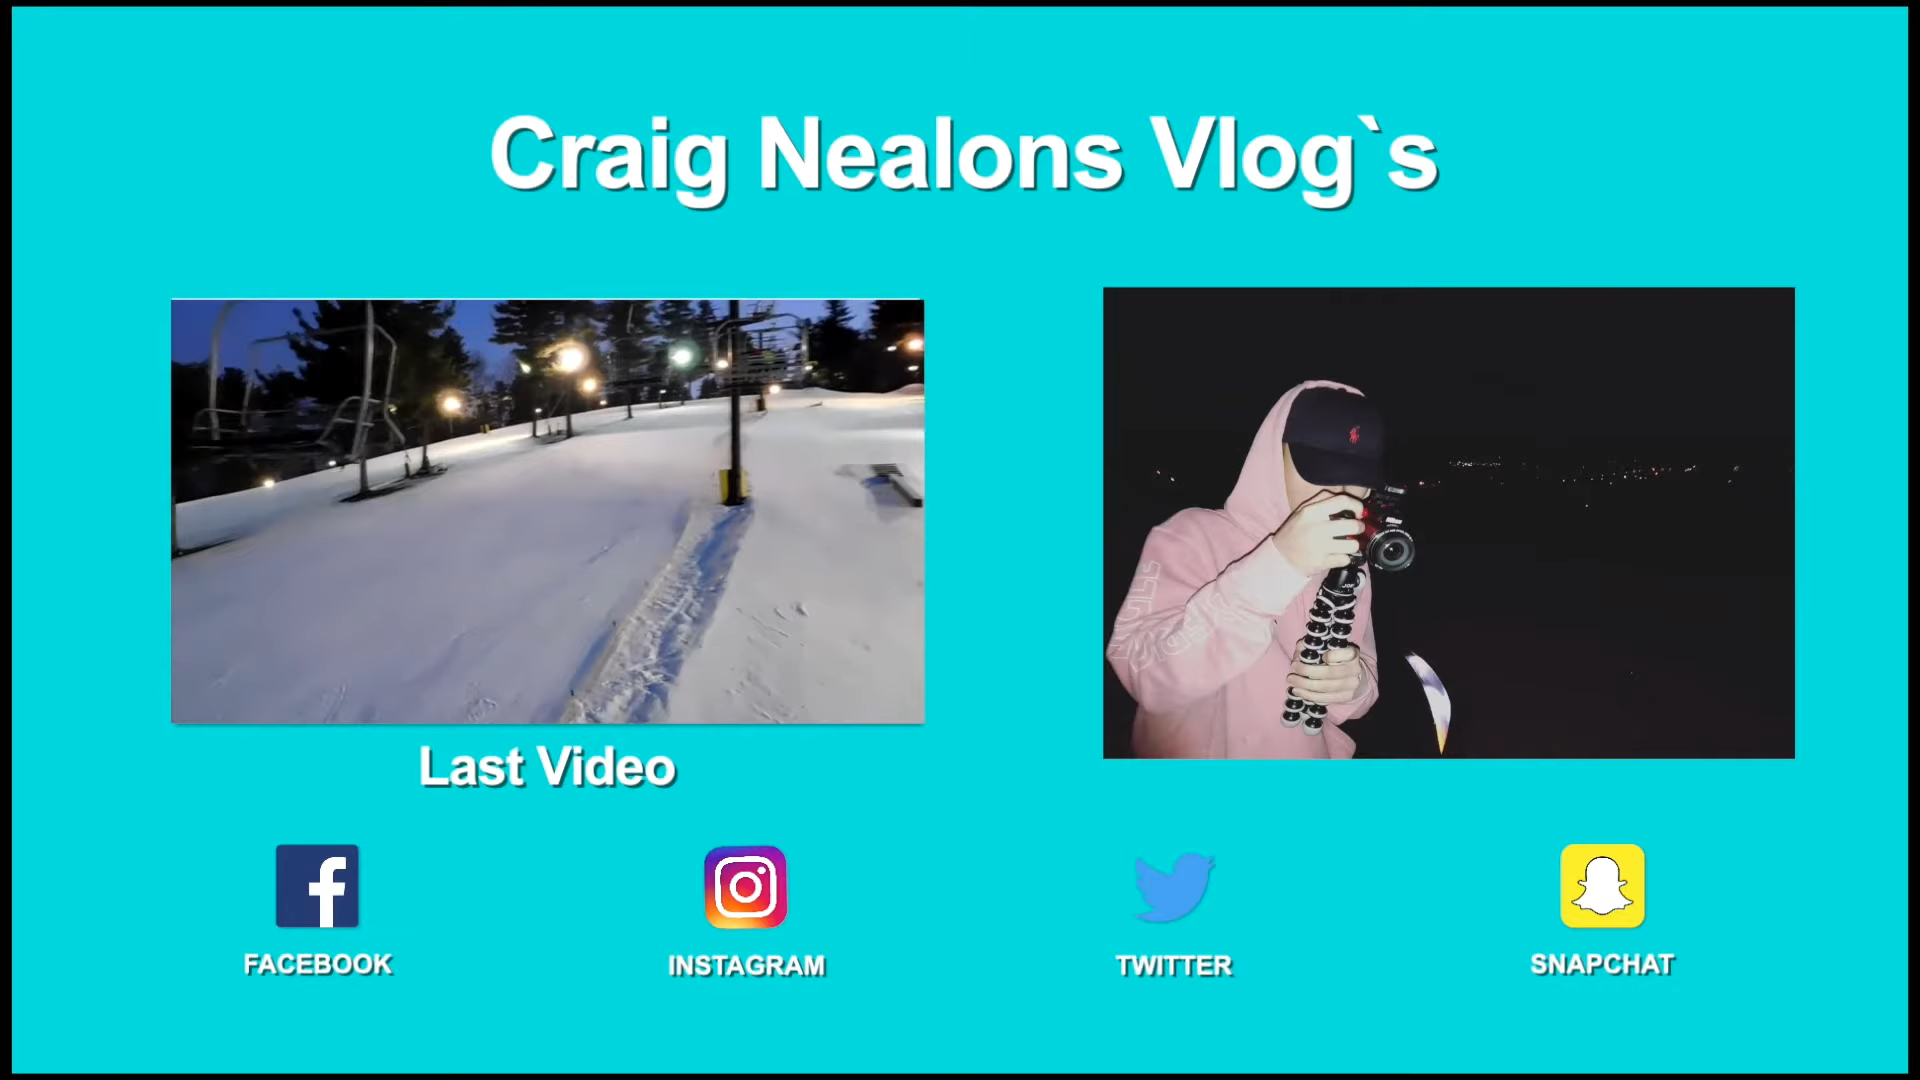 Craig Nealons Vlog`s
Last Video
FACEBOOK
INSTAGRAM
TWITTER
SNAPCHAT